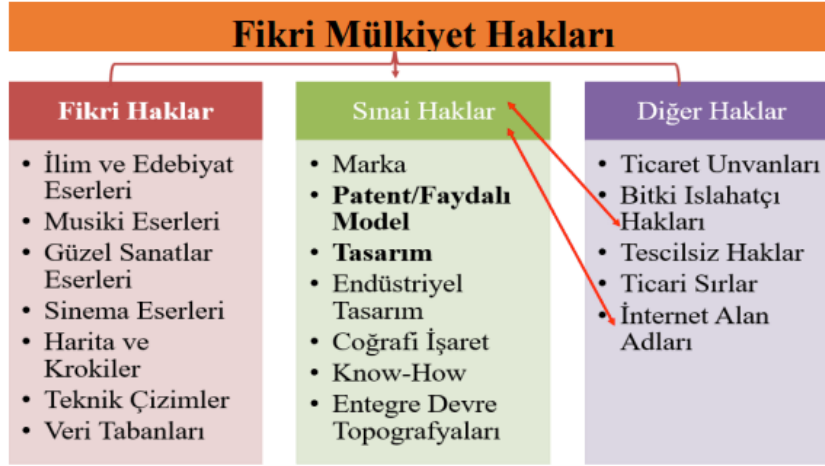 Fikri Mülkiyet Hakları
Fikri Haklar
• İlim ve Edebiyat
Eserleri
• Musiki Eserleri
• Güzel Sanatlar
Eserleri
• Sinema Eserleri
• Harita ve
Krokiler
• Teknik Çizimler
• Veri Tabanları
Sınai Haklar
• Marka
• Patent/Faydalı
Model
• Tasarım
• Endüstriyel
Tasarım
• Coğrafi İşaret
• Know-How
• Entegre Devre
Topografyaları
Diğer Haklar
• Ticaret Unvanları
• Bitki Islahatçı
Hakları
• Tescilsiz Haklar
• Ticari Sırlar
• İnternet Alan
Adları